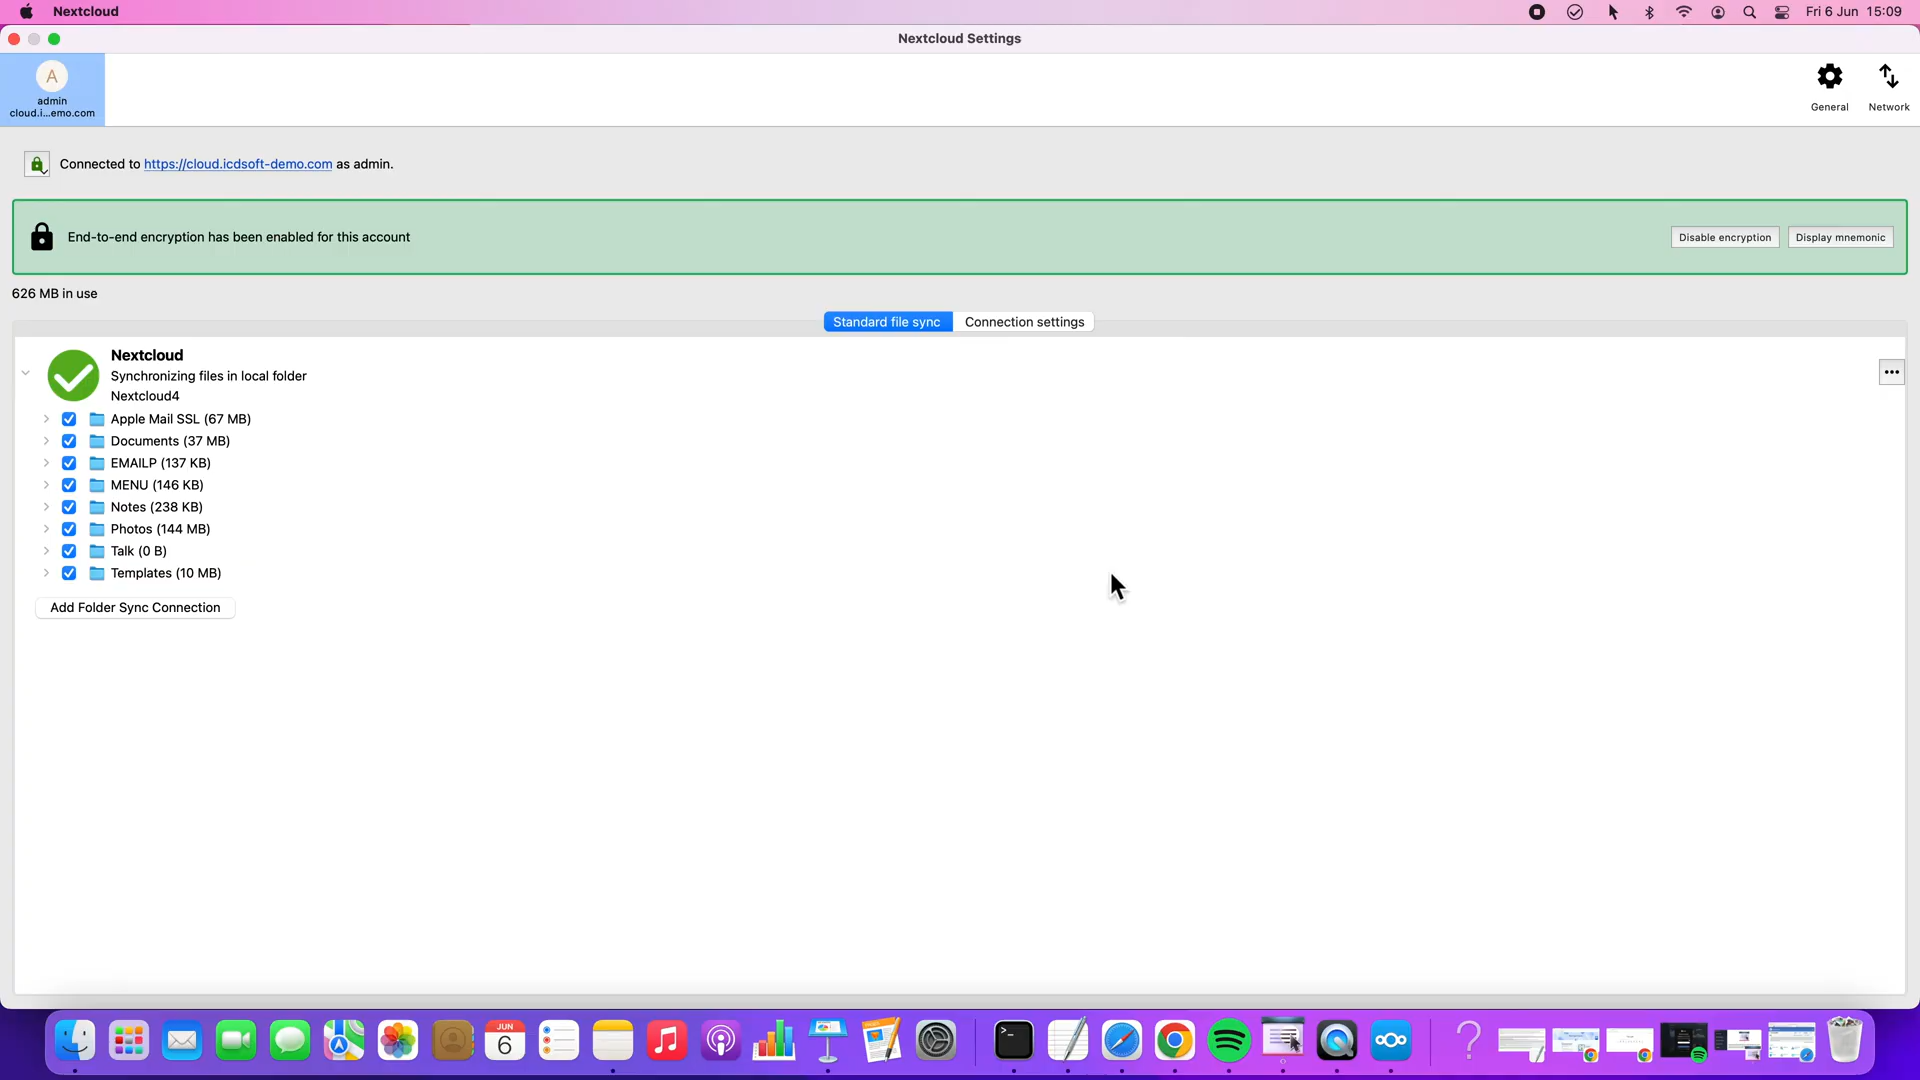 Nextcloud
Fri 6 Jun 15:09
Nextcloud Settings
A
admin
cloud.i...emo.com
General
Network
Connected to https://cloud.icdsoft-demo.com as admin.
End-to-end encryption has been enabled for this account
Disable encryption
Display mnemonic
626 MB in use
Standard file sync
Connection settings
Nextcloud
Synchronizing files in local folder
Nextcloud4
Apple Mail SSL (67 MB)
Documents (37 MB)
EMAILP (137 KB)
MENU (146 KB)
Notes (238 KB)
Photos (144 MB)
Talk (0 B)
Templates (10 MB)
Add Folder Sync Connection
JUN
6